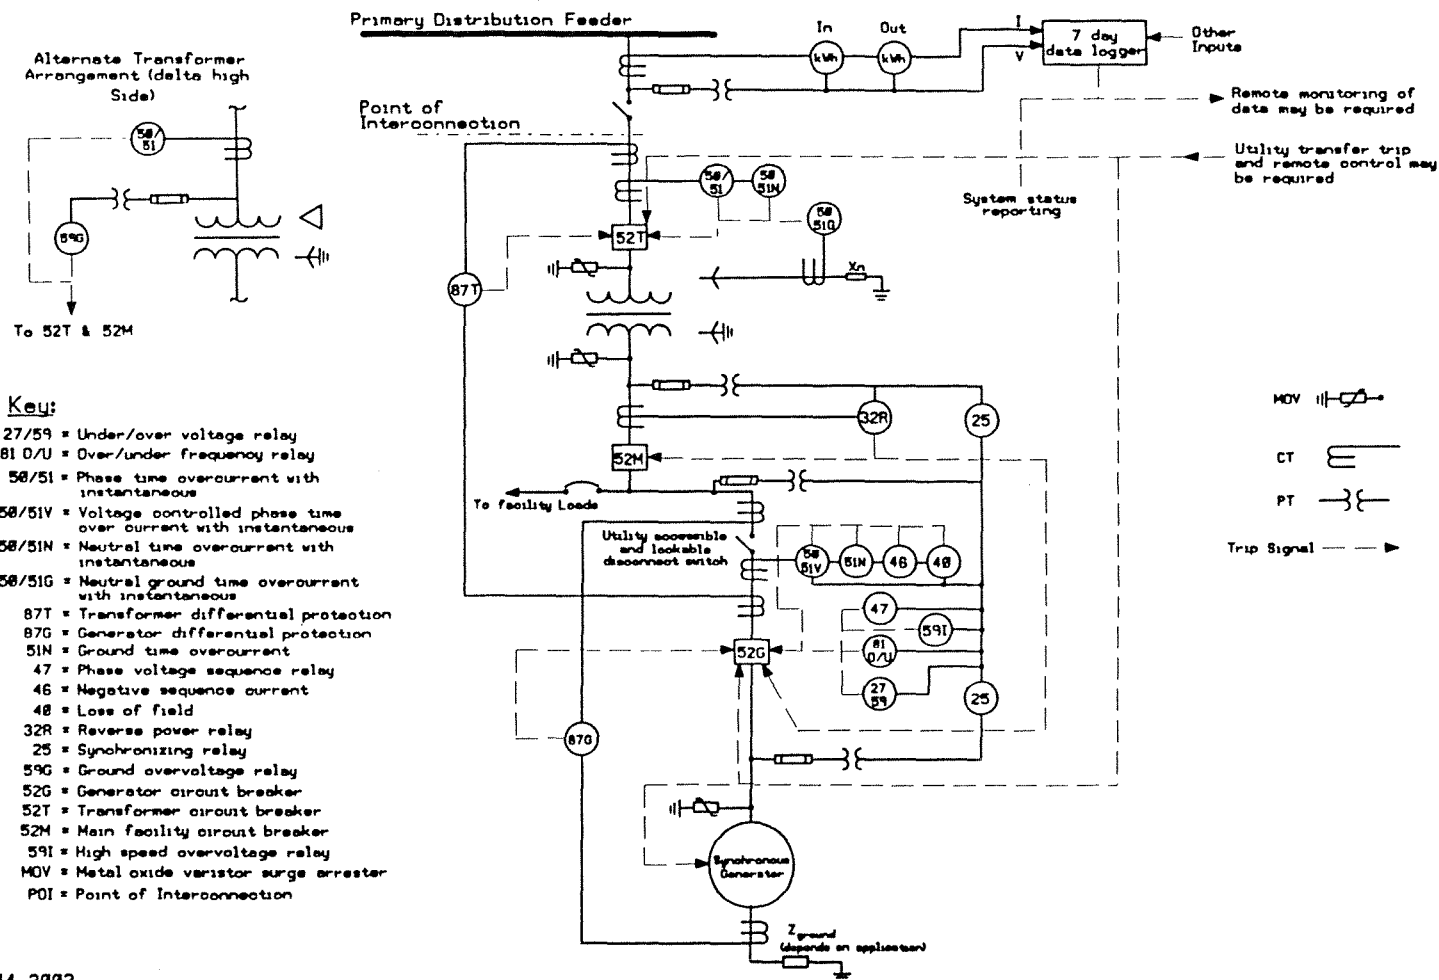 Primary Distribution Feeder
In
Out
kWh
kWh
I
V
7 day
data logger
Other
Inputs
Alternate Transformer
Arrangement (delta high
Side)
50/
51
59G
To 52T & 52M
Point of
Interconnection
Remote monitoring of
data may be required
Utility transfer trip
and remote control may
be required
System status
reporting
50/
51
50
51N
50
51G
52T
Xn
87T
32R
25
52M
To facility Loads
Utility accessible
and lockable
disconnect switch
50
51V
51N
46
40
47
59I
81
O/U
27
59
52G
25
87G
Synchronous
Generator
Z ground
(depends on application)
MOV
CT
PT
Trip Signal
Key:
27/59 = Under/over voltage relay
81 O/U = Over/under frequency relay
50/51 = Phase time overcurrent with
instantaneous
50/51V = Voltage controlled phase time
over current with instantaneous
50/51N = Neutral time overcurrent with
instantaneous
50/51G = Neutral ground time overcurrent
with instantaneous
87T = Transformer differential protection
87G = Generator differential protection
51N = Ground time overcurrent
47 = Phase voltage sequence relay
46 = Negative sequence current
40 = Loss of field
32R = Reverse power relay
25 = Synchronizing relay
59G = Ground overvoltage relay
52G = Generator circuit breaker
52T = Transformer circuit breaker
52M = Main facility circuit breaker
59I = High speed overvoltage relay
MOV = Metal oxide varistor surge arrester
POI = Point of Interconnection